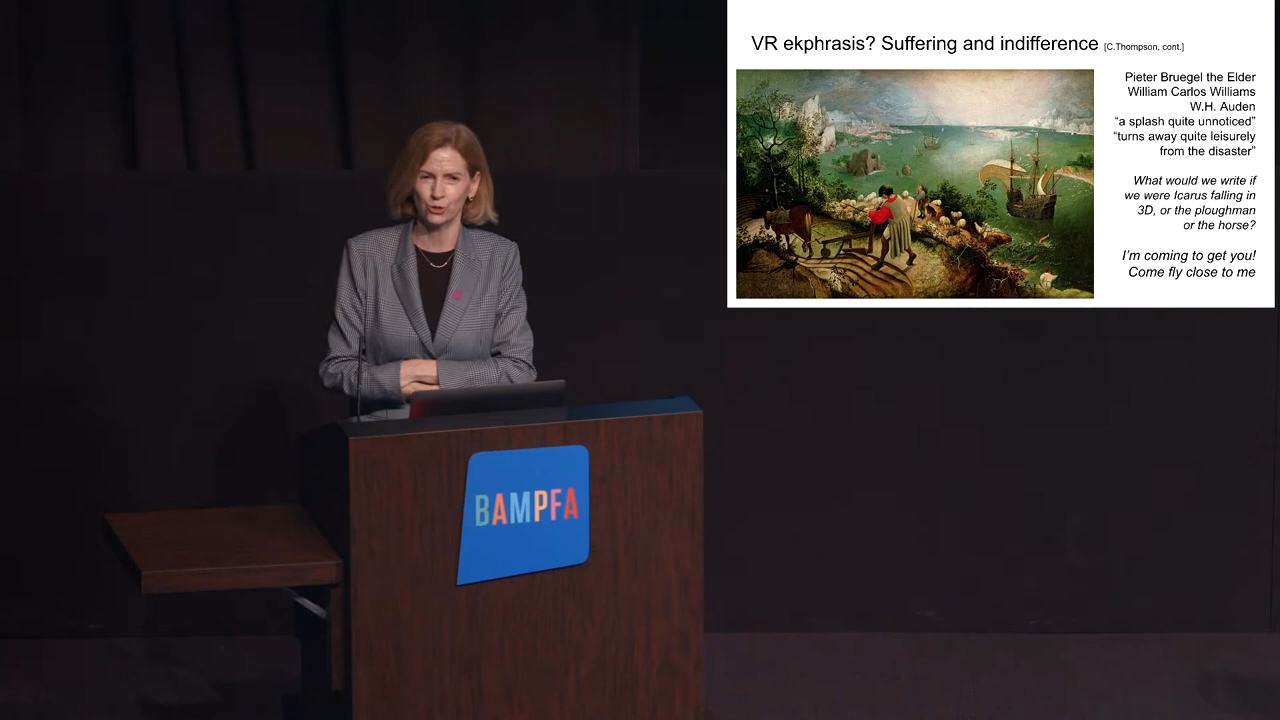 VR ekphrasis? Suffering and indifference [C.Thompson, cont.]
Pieter Bruegel the Elder
William Carlos Williams
W.H. Auden
“a splash quite unnoticed”
“turns away quite leisurely
from the disaster”
What would we write if
we were Icarus falling in
3D, or the ploughman
or the horse?
I’m coming to get you!
Come fly close to me
BAMPFA